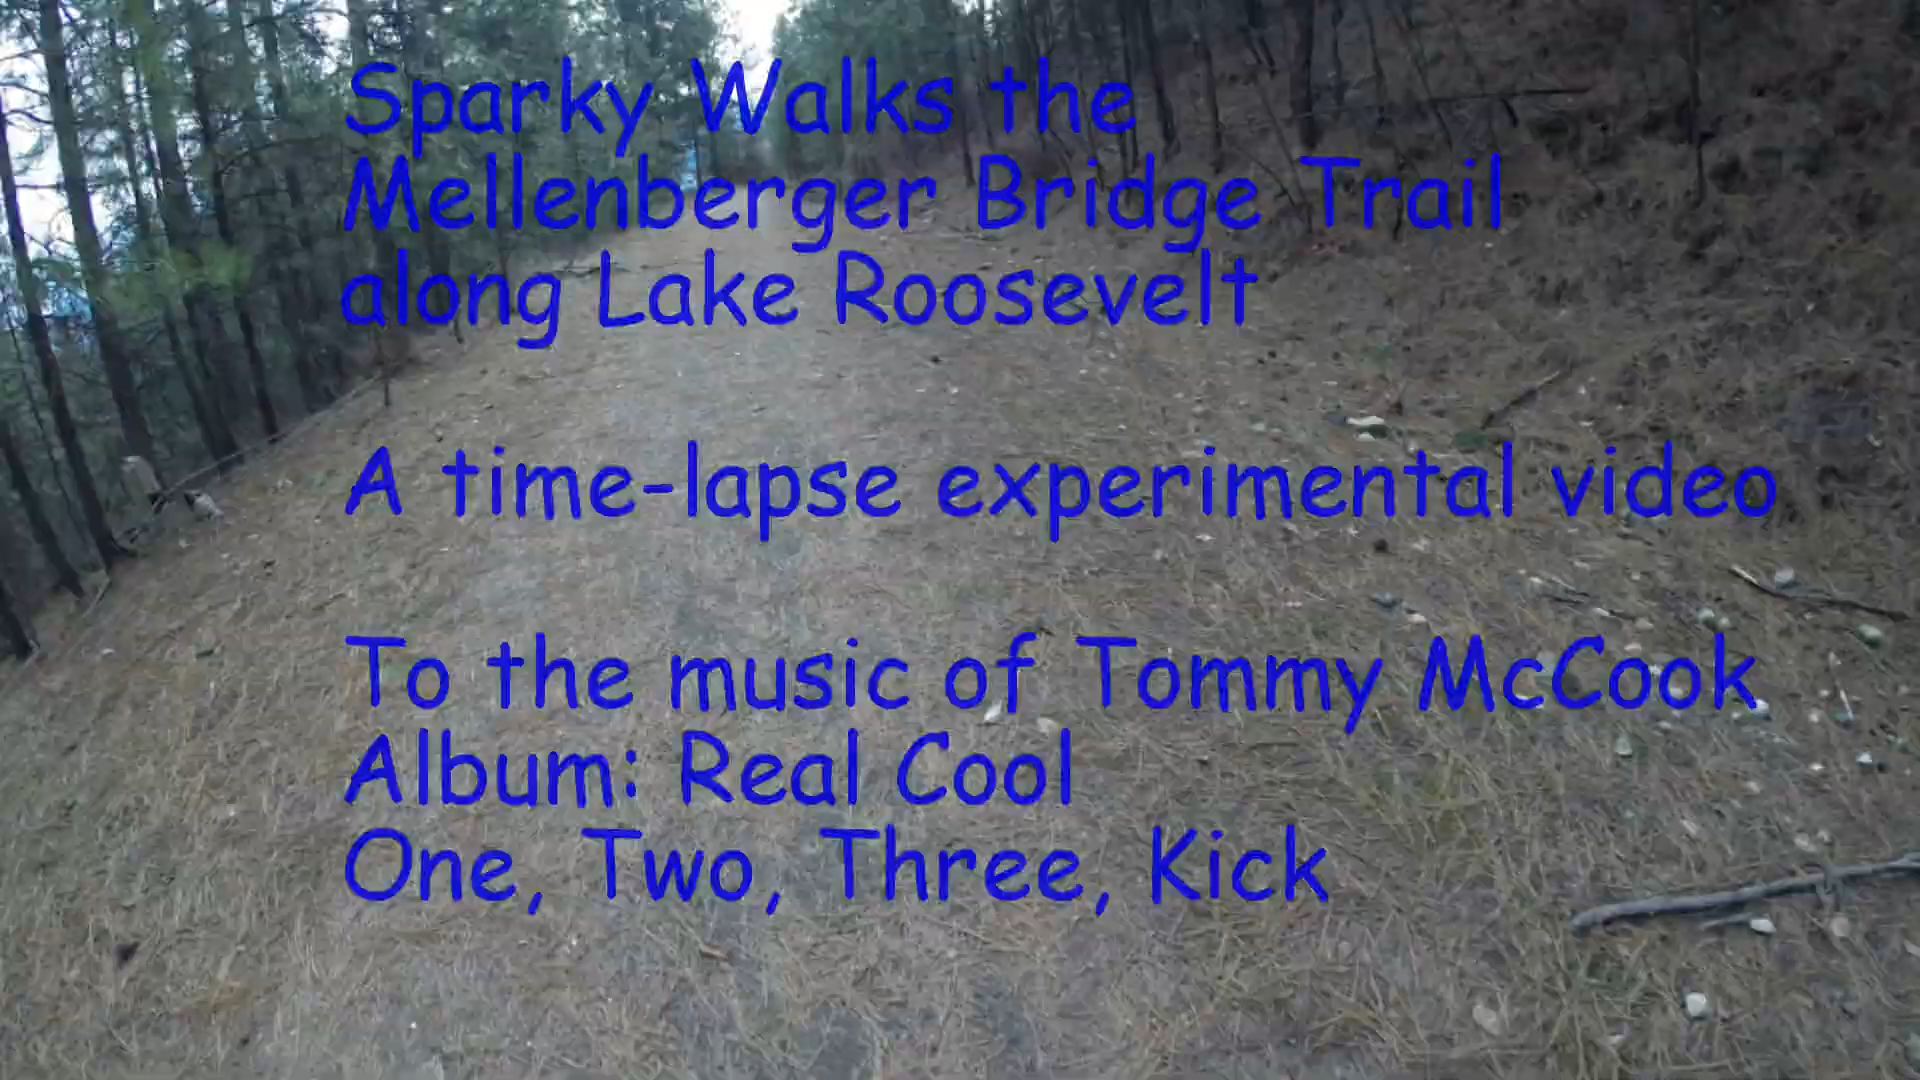 Sparky Walks the
Mellenberger Bridge Trail
along Lake Roosevelt
A time-lapse experimental video
To the music of Tommy McCook
Album: Real Cool
One, Two, Three, Kick